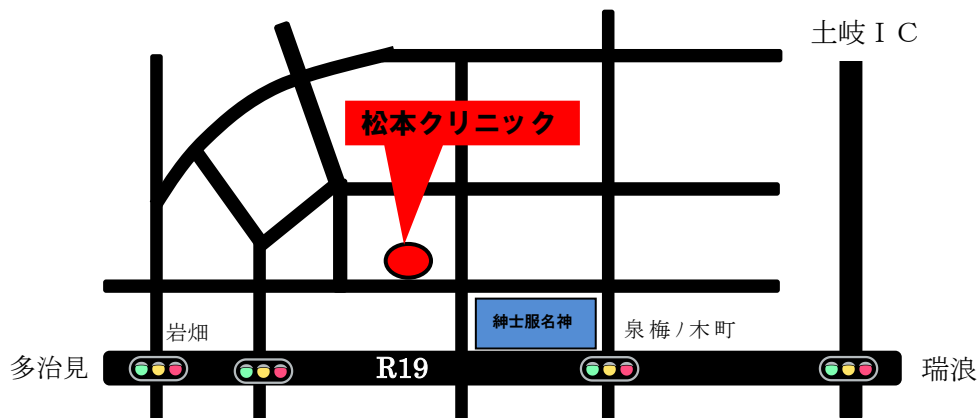 土岐ＩＣ
松本クリニック
紳士服名神
岩畑
泉梅ノ木町
多治見
R19
瑞浪